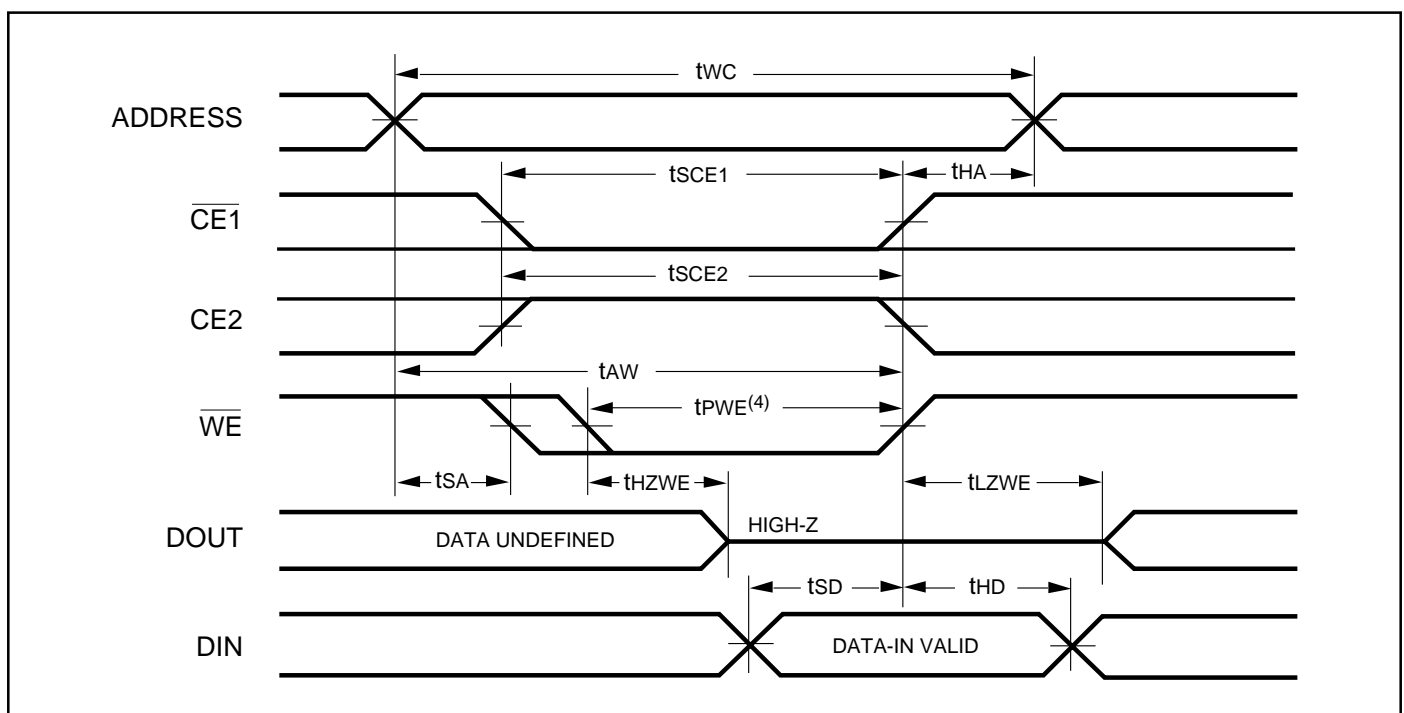 tWC
ADDRESS
tSCE1
tHA
CE1
tSCE2
CE2
tAW
tPWE(4)
WE
tSA
tHZWE
tLZWE
DOUT
DATA UNDEFINED
HIGH-Z
tSD
tHD
DIN
DATA-IN VALID